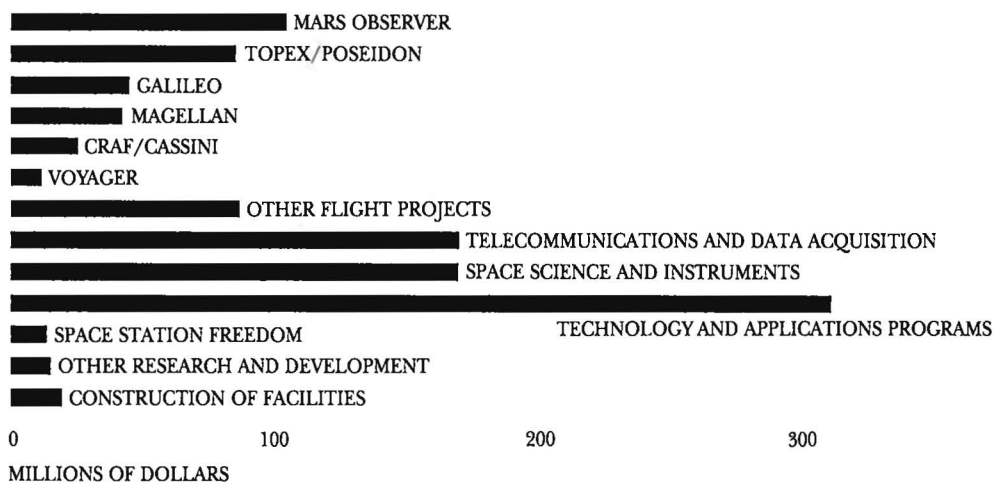 MARS OBSERVER
TOPEX/POSEIDON
GALILEO
MAGELLAN
CRAF/CASSINI
VOYAGER
OTHER FLIGHT PROJECTS
TELECOMMUNICATIONS AND DATA ACQUISITION
SPACE SCIENCE AND INSTRUMENTS
TECHNOLOGY AND APPLICATIONS PROGRAMS
SPACE STATION FREEDOM
OTHER RESEARCH AND DEVELOPMENT
CONSTRUCTION OF FACILITIES
0 100 200 300
MILLIONS OF DOLLARS